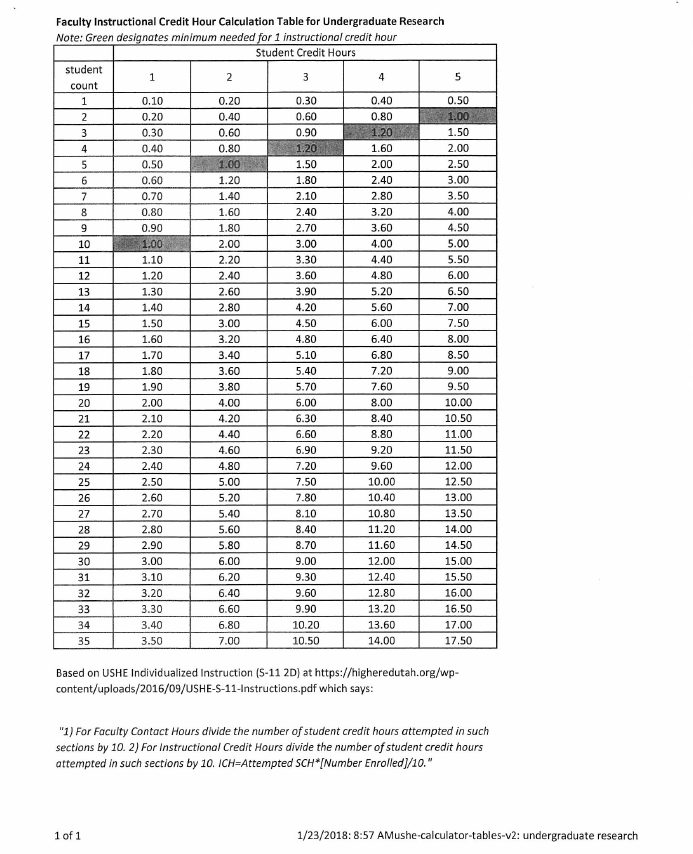 Faculty Instructional Credit Hour Calculation Table for Undergraduate Research
Note: Green designates minimum needed for 1 instructional credit hour
Student Credit Hours
student count 1 2 3 4 5
1 0.10 0.20 0.30 0.40 0.50
2 0.20 0.40 0.60 0.80 1.00
3 0.30 0.60 0.90 1.20 1.50
4 0.40 0.80 1.20 1.60 2.00
5 0.50 1.00 1.50 2.00 2.50
6 0.60 1.20 1.80 2.40 3.00
7 0.70 1.40 2.10 2.80 3.50
8 0.80 1.60 2.40 3.20 4.00
9 0.90 1.80 2.70 3.60 4.50
10 1.00 2.00 3.00 4.00 5.00
11 1.10 2.20 3.30 4.40 5.50
12 1.20 2.40 3.60 4.80 6.00
13 1.30 2.60 3.90 5.20 6.50
14 1.40 2.80 4.20 5.60 7.00
15 1.50 3.00 4.50 6.00 7.50
16 1.60 3.20 4.80 6.40 8.00
17 1.70 3.40 5.10 6.80 8.50
18 1.80 3.60 5.40 7.20 9.00
19 1.90 3.80 5.70 7.60 9.50
20 2.00 4.00 6.00 8.00 10.00
21 2.10 4.20 6.30 8.40 10.50
22 2.20 4.40 6.60 8.80 11.00
23 2.30 4.60 6.90 9.20 11.50
24 2.40 4.80 7.20 9.60 12.00
25 2.50 5.00 7.50 10.00 12.50
26 2.60 5.20 7.80 10.40 13.00
27 2.70 5.40 8.10 10.80 13.50
28 2.80 5.60 8.40 11.20 14.00
29 2.90 5.80 8.70 11.60 14.50
30 3.00 6.00 9.00 12.00 15.00
31 3.10 6.20 9.30 12.40 15.50
32 3.20 6.40 9.60 12.80 16.00
33 3.30 6.60 9.90 13.20 16.50
34 3.40 6.80 10.20 13.60 17.00
35 3.50 7.00 10.50 14.00 17.50
Based on USHE Individualized Instruction (S-11 2D) at https://higheredutah.org/wp-
content/uploads/2016/09/USHE-S-11-Instructions.pdf which says:
"1) For Faculty Contact Hours divide the number of student credit hours attempted in such
sections by 10. 2) For Instructional Credit Hours divide the number of student credit hours
attempted in such sections by 10. ICH=Attempted SCH*[Number Enrolled]/10."
1 of 1 1/23/2018: 8:57 AMushe-calculator-tables-v2: undergraduate research